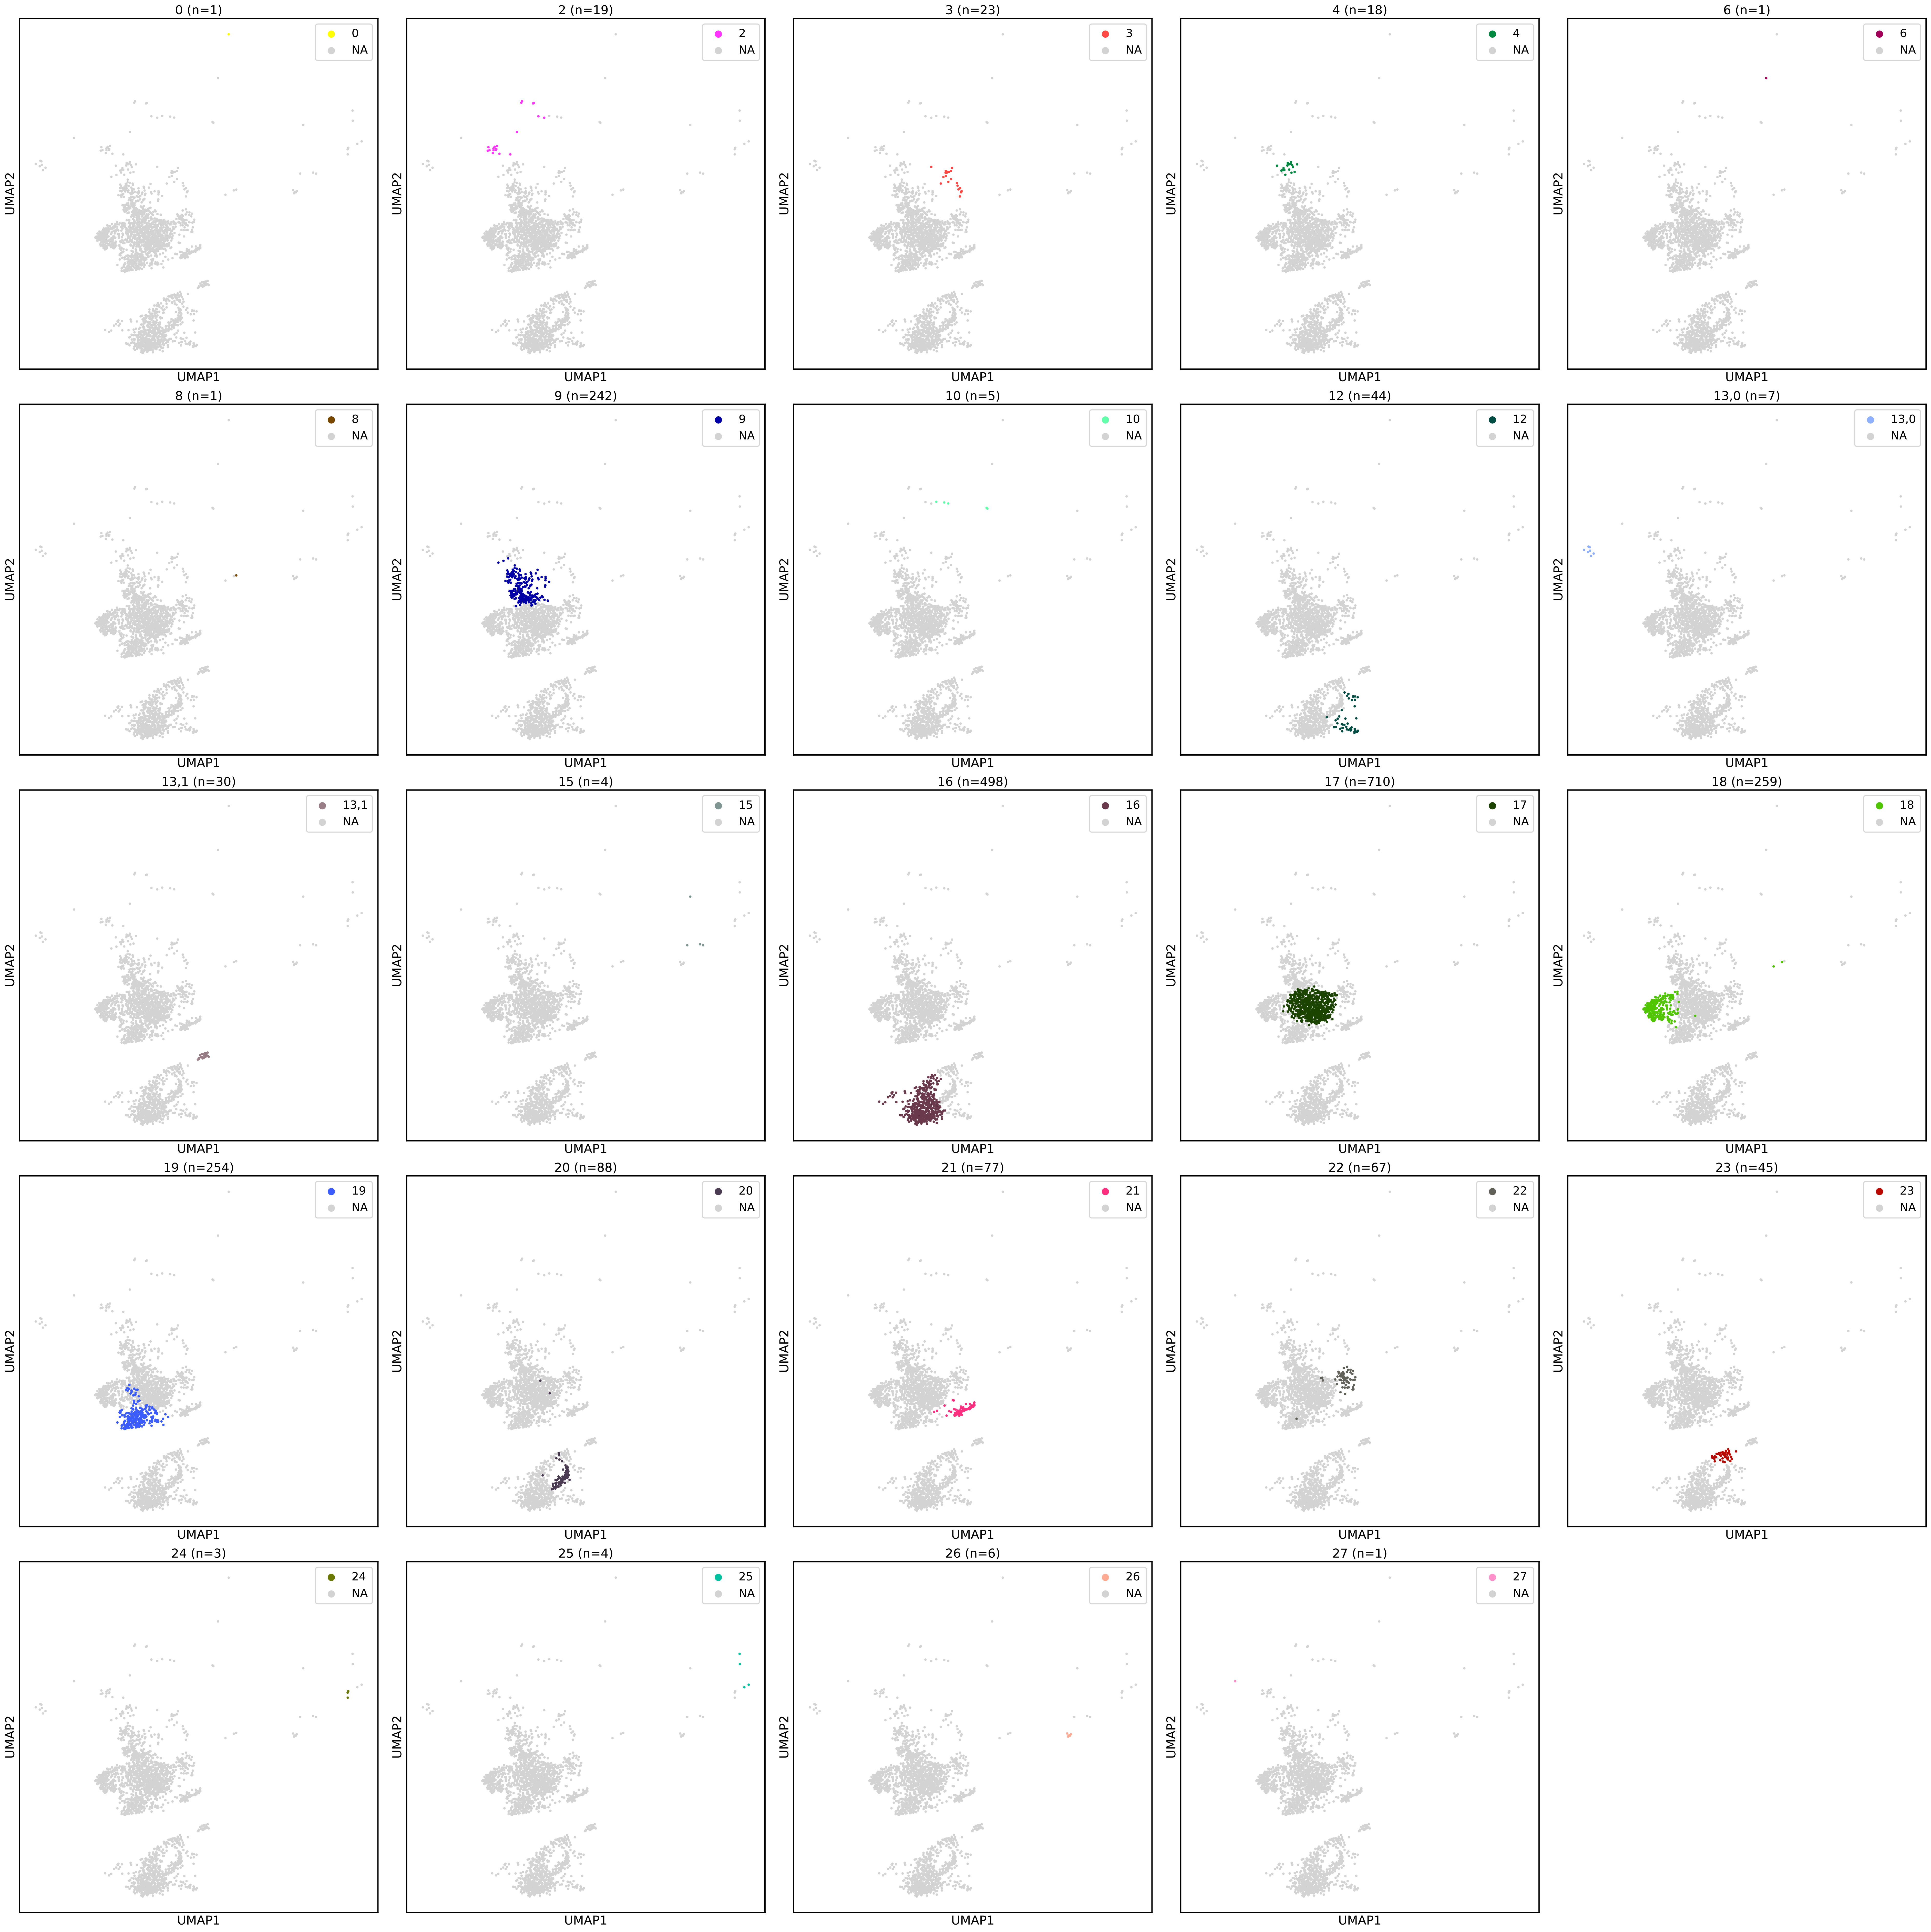 0 (n=1)
0
NA
UMAP2
UMAP1
2 (n=19)
2
NA
UMAP2
UMAP1
3 (n=23)
3
NA
UMAP2
UMAP1
4 (n=18)
4
NA
UMAP2
UMAP1
6 (n=1)
6
NA
UMAP2
UMAP1
8 (n=1)
8
NA
UMAP2
UMAP1
9 (n=242)
9
NA
UMAP2
UMAP1
10 (n=5)
10
NA
UMAP2
UMAP1
12 (n=44)
12
NA
UMAP2
UMAP1
13,0 (n=7)
13,0
NA
UMAP2
UMAP1
13,1 (n=30)
13,1
NA
UMAP2
UMAP1
15 (n=4)
15
NA
UMAP2
UMAP1
16 (n=498)
16
NA
UMAP2
UMAP1
17 (n=710)
17
NA
UMAP2
UMAP1
18 (n=259)
18
NA
UMAP2
UMAP1
19 (n=254)
19
NA
UMAP2
UMAP1
20 (n=88)
20
NA
UMAP2
UMAP1
21 (n=77)
21
NA
UMAP2
UMAP1
22 (n=67)
22
NA
UMAP2
UMAP1
23 (n=45)
23
NA
UMAP2
UMAP1
24 (n=3)
24
NA
UMAP2
UMAP1
25 (n=4)
25
NA
UMAP2
UMAP1
26 (n=6)
26
NA
UMAP2
UMAP1
27 (n=1)
27
NA
UMAP2
UMAP1